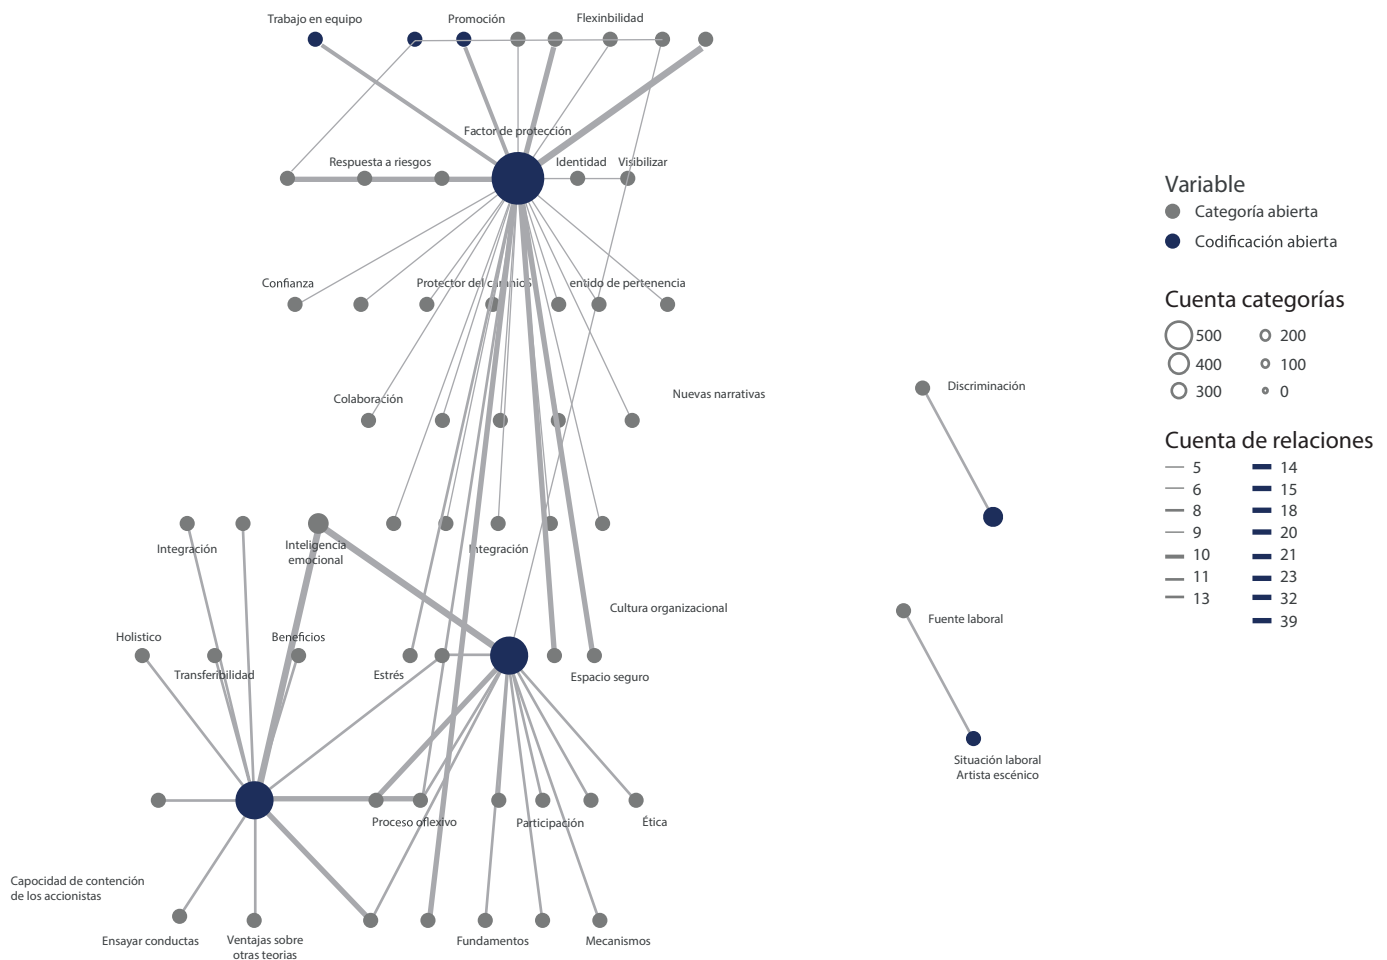 Trabajo en equipo
Promoción
Flexinbilidad
Factor de protección
Respuesta a riesgos
Identidad
Visibilizar
Confianza
Protector del
entido de pertenencia
Colaboración
Nuevas narrativas
Integración
Inteligencia
emocional
Integración
Cultura organizacional
Holistico
Transferibilidad
Beneficios
Estrés
Espacio seguro
Proceso oflexivo
Participación
Ética
Capocidad de contención
de los accionistas
Ensayar conductas
Ventajas sobre
otras teorias
Fundamentos
Mecanismos
Discriminación
Fuente laboral
Situación laboral
Artista escénico
Variable
Categoría abierta
Codificación abierta
Cuenta categorías
500 200
400 100
300 0
Cuenta de relaciones
5 14
6 15
8 18
9 20
10 21
11 23
13 32
39